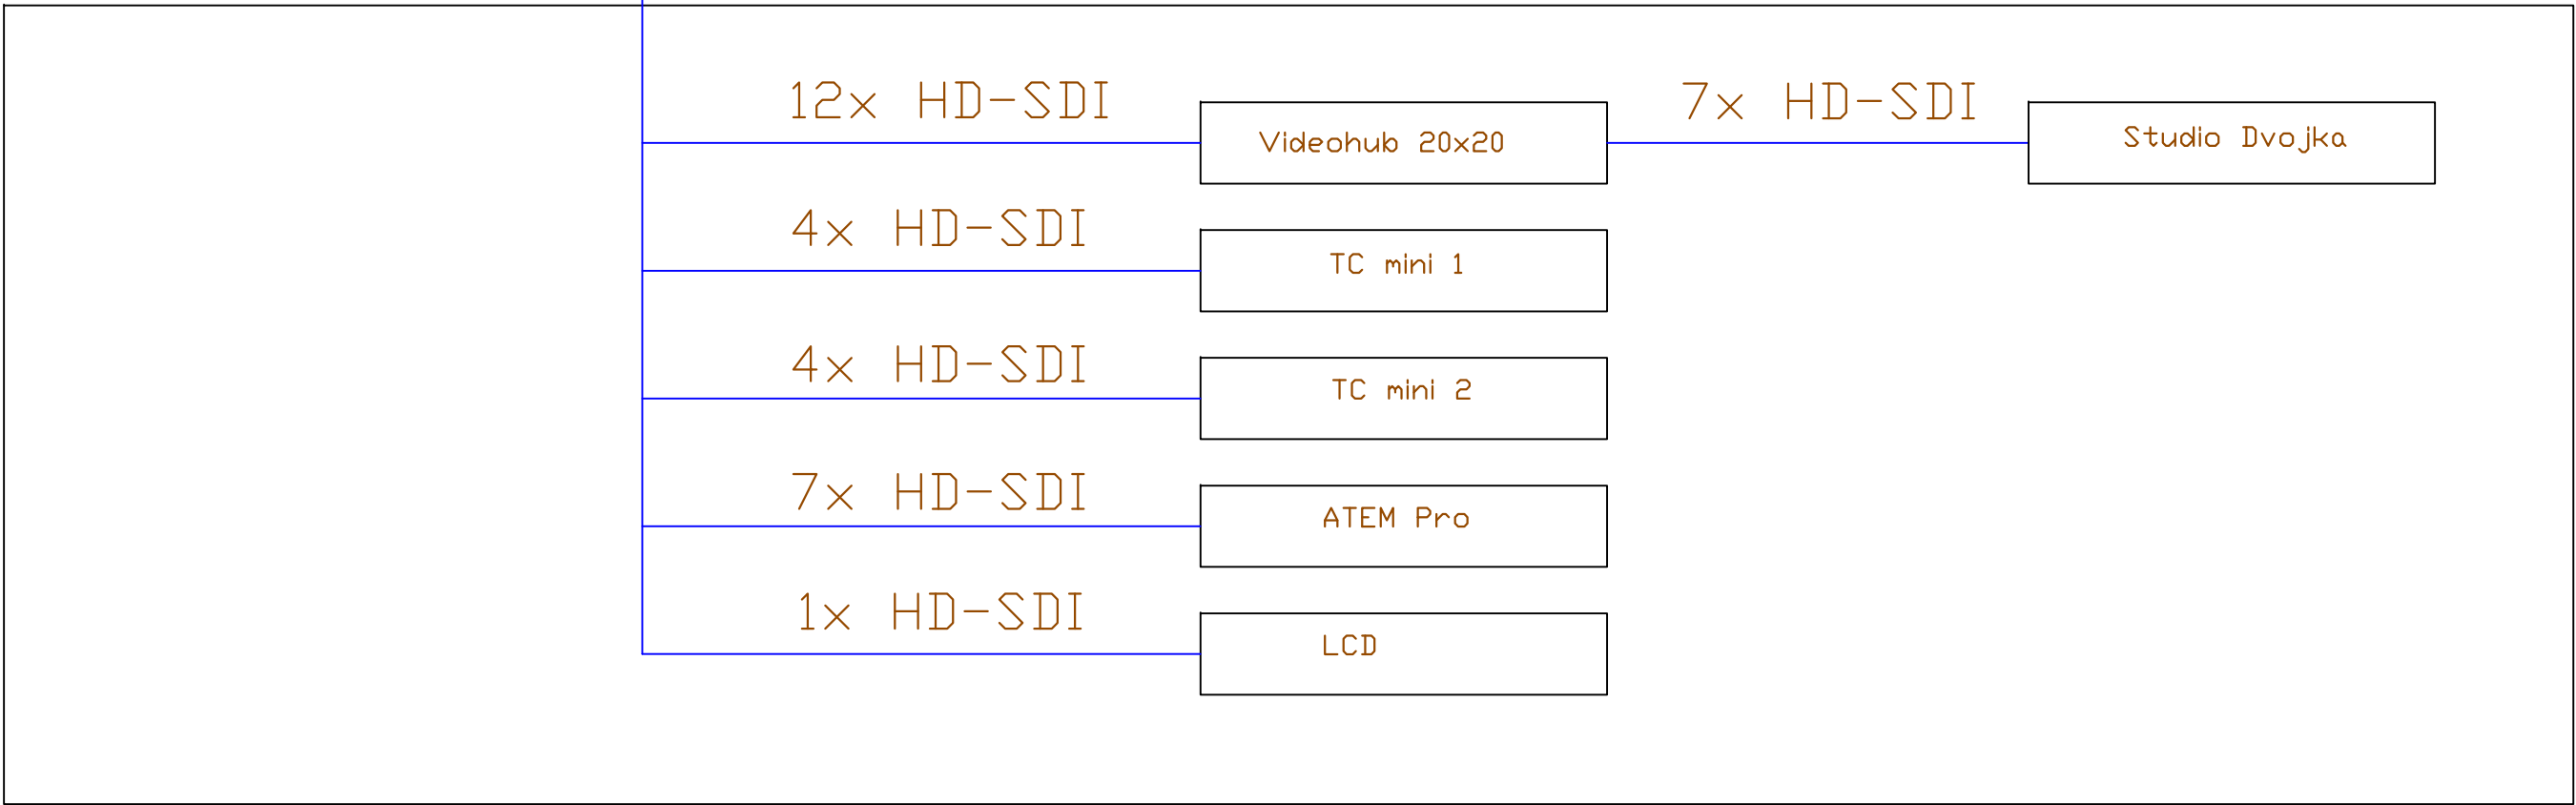 12x HD-SDI
7x HD-SDI
Videohub 20x20
Studio Dvojka
4x HD-SDI
TC mini 1
4x HD-SDI
TC mini 2
7x HD-SDI
ATEM Pro
1x HD-SDI
LCD